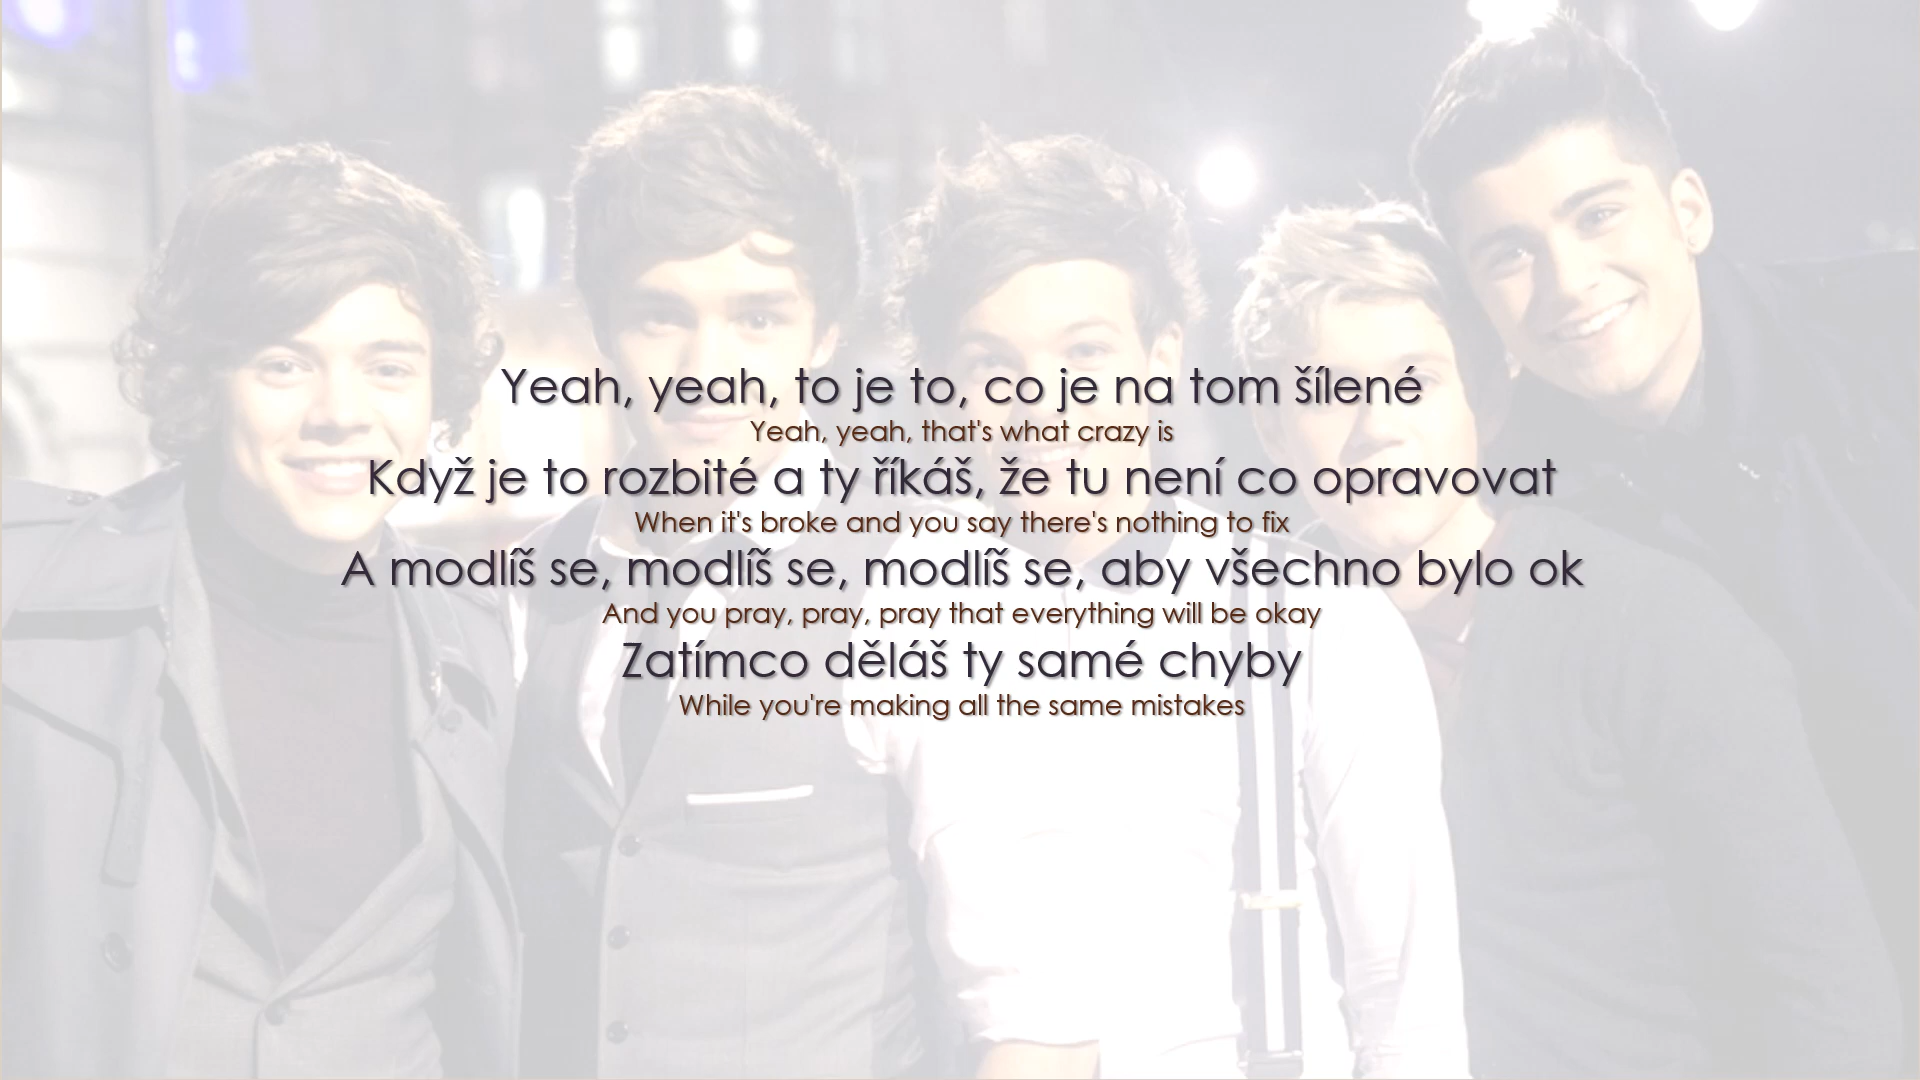 Yeah, yeah, to je to, co je na tom šílené
Yeah, yeah, that's what crazy is
Když je to rozbité a ty říkáš, že tu není co opravovat
When it's broke and you say there's nothing to fix
A modlíš se, modlíš se, modlíš se, aby všechno bylo ok
And you pray, pray, pray that everything will be okay
Zatímco děláš ty samé chyby
While you're making all the same mistakes